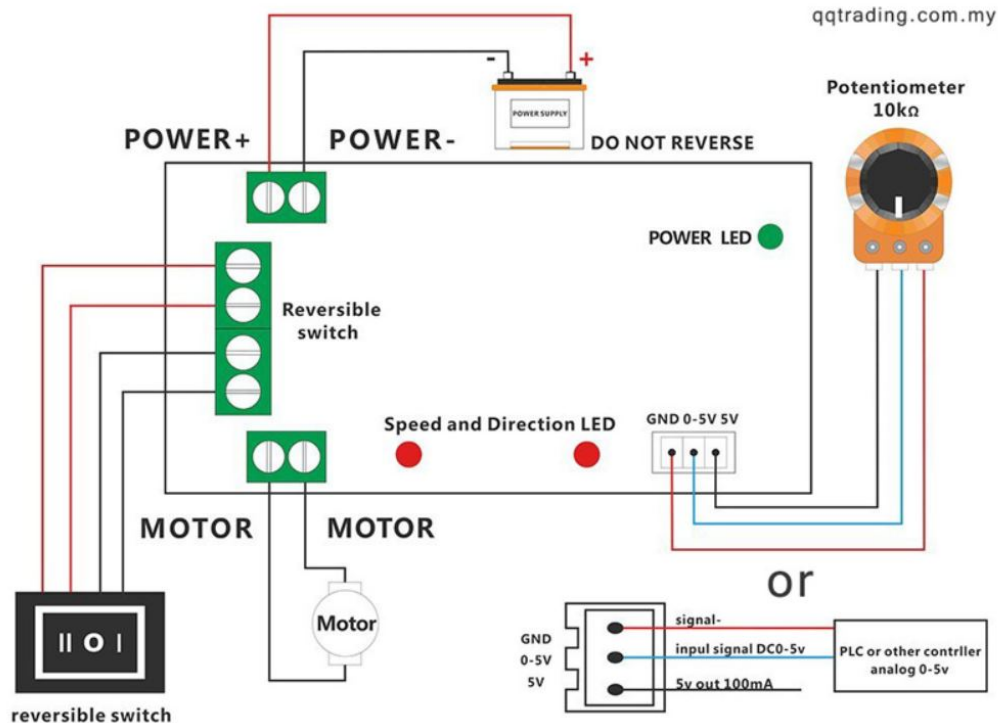 qqtrading.com.my
- +
POWER SUPPLY
POWER+ POWER- DO NOT REVERSE
Potentiometer
10kΩ
POWER LED
Reversible
switch
Speed and Direction LED
GND 0-5V 5V
MOTOR MOTOR
Motor
II O I
reversible switch
or
GND
0-5V
5V
signal-
inpul signal DC0-5v
5v out 100mA
PLC or other contrller
analog 0-5v